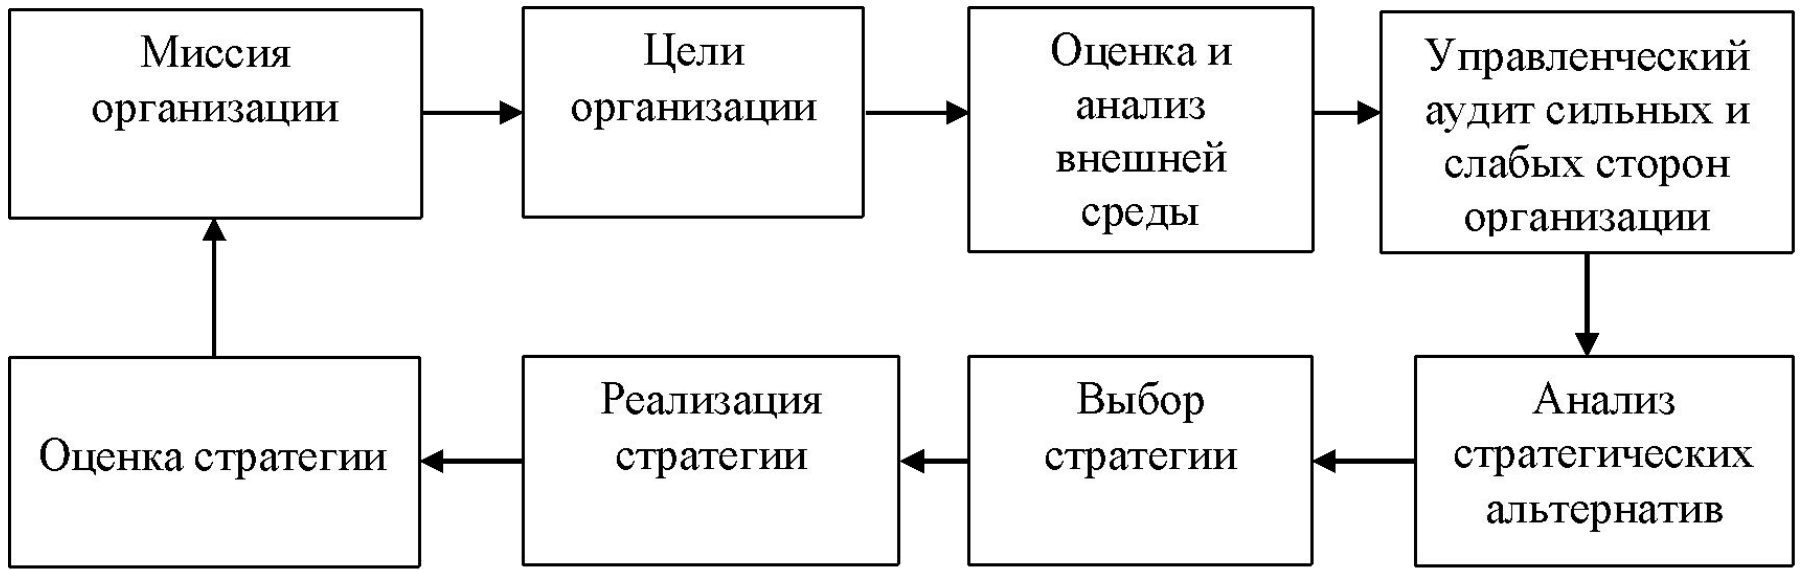 Миссия
организации
Цели
организации
Оценка и
анализ
внешней
среды
Управленческий
аудит сильных и
слабых сторон
организации
Оценка стратегии
Реализация
стратегии
Выбор
стратегии
Анализ
стратегических
альтернатив